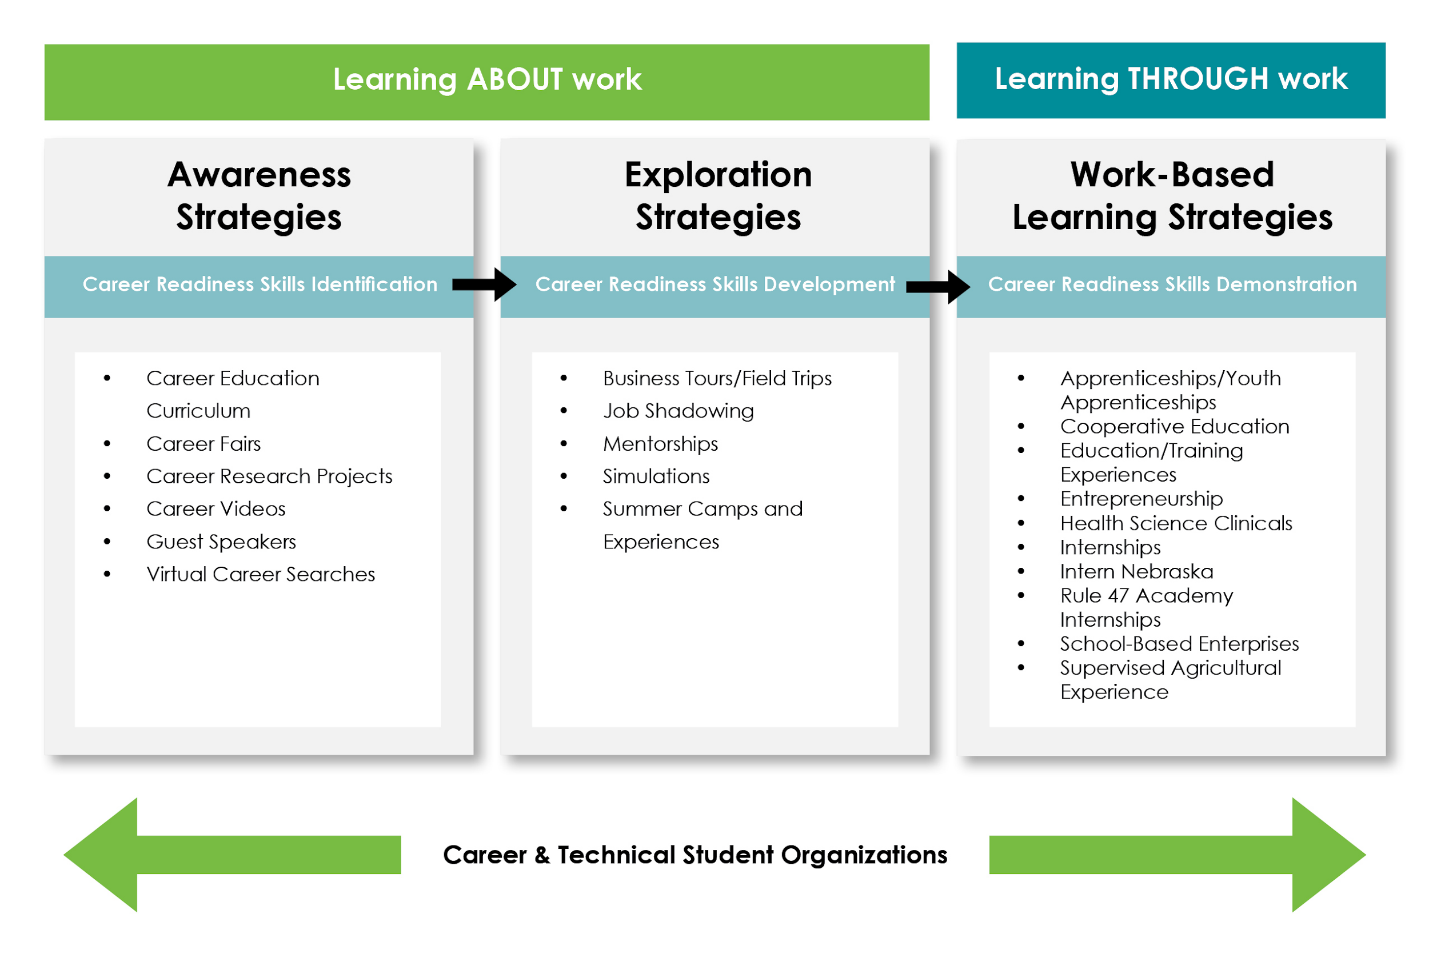 Learning ABOUT work
Learning THROUGH work
Awareness
Strategies
Career Readiness Skills Identification
• Career Education
Curriculum
• Career Fairs
• Career Research Projects
• Career Videos
• Guest Speakers
• Virtual Career Searches
Exploration
Strategies
Career Readiness Skills Development
• Business Tours/Field Trips
• Job Shadowing
• Mentorships
• Simulations
• Summer Camps and
Experiences
Work-Based
Learning Strategies
Career Readiness Skills Demonstration
• Apprenticeships/Youth
Apprenticeships
• Cooperative Education
• Education/Training
Experiences
• Entrepreneurship
• Health Science Clinicals
• Internships
• Intern Nebraska
• Rule 47 Academy
Internships
• School-Based Enterprises
• Supervised Agricultural
Experience
Career & Technical Student Organizations